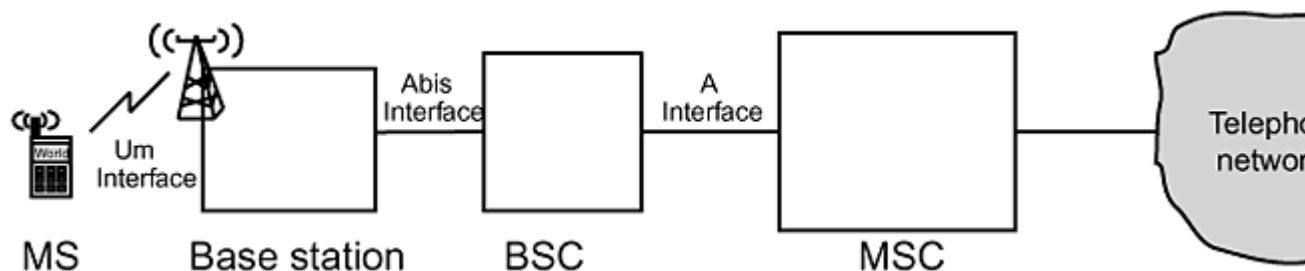 Abis
Interface
A
Interface
World
Um
Interface
MS
Base station
BSC
MSC